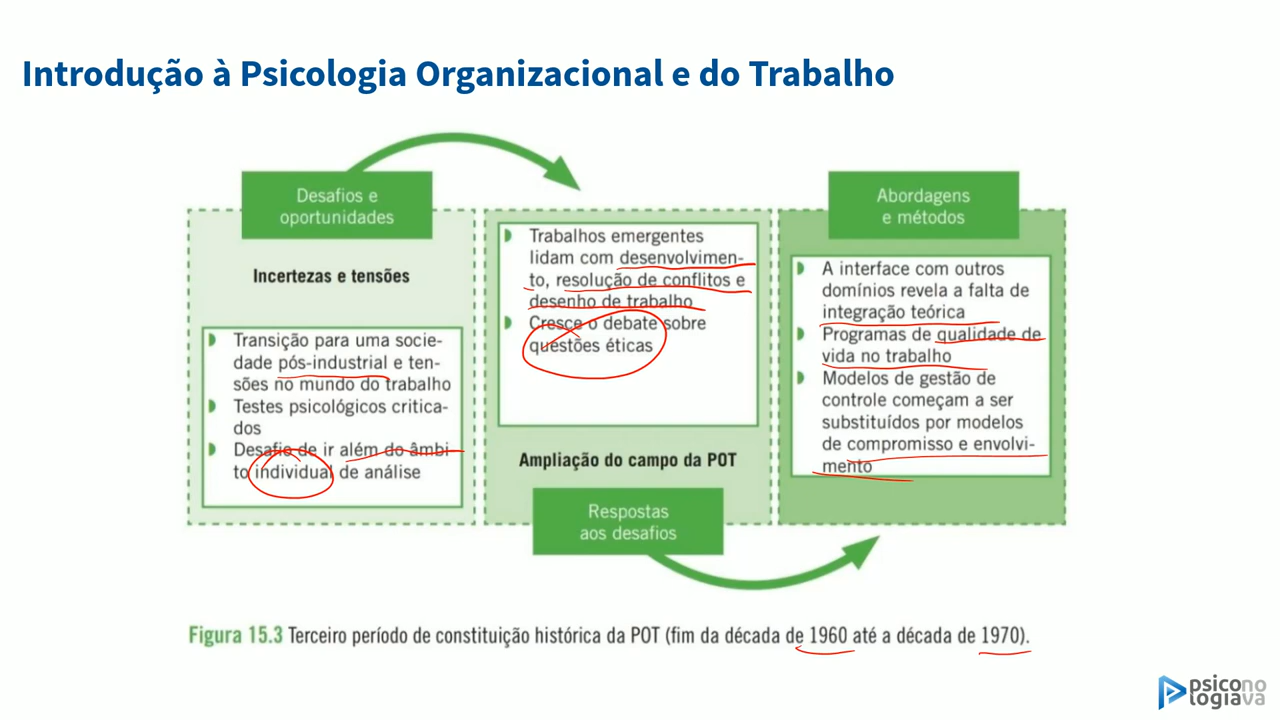 Introdução à Psicologia Organizacional e do Trabalho
Desafios e
oportunidades
Incertezas e tensões
Transição para uma socie-
dade pós-industrial e ten-
sões no mundo do trabalho
Testes psicológicos critica-
dos
Desafio de ir além do âmbi-
to individual de análise
Trabalhos emergentes
lidam com desenvolvimen-
to, resolução de conflitos e
desenho de trabalho
Cresce o debate sobre
questões éticas
Ampliação do campo da POT
Respostas
aos desafios
Abordagens
e métodos
A interface com outros
domínios revela a falta de
integração teórica
Programas de qualidade de
vida no trabalho
Modelos de gestão de
controle começam a ser
substituídos por modelos
de compromisso e envolvi-
mento
Figura 15.3 Terceiro período de constituição histórica da POT (fim da década de 1960 até a década de 1970).
psicono
logiava